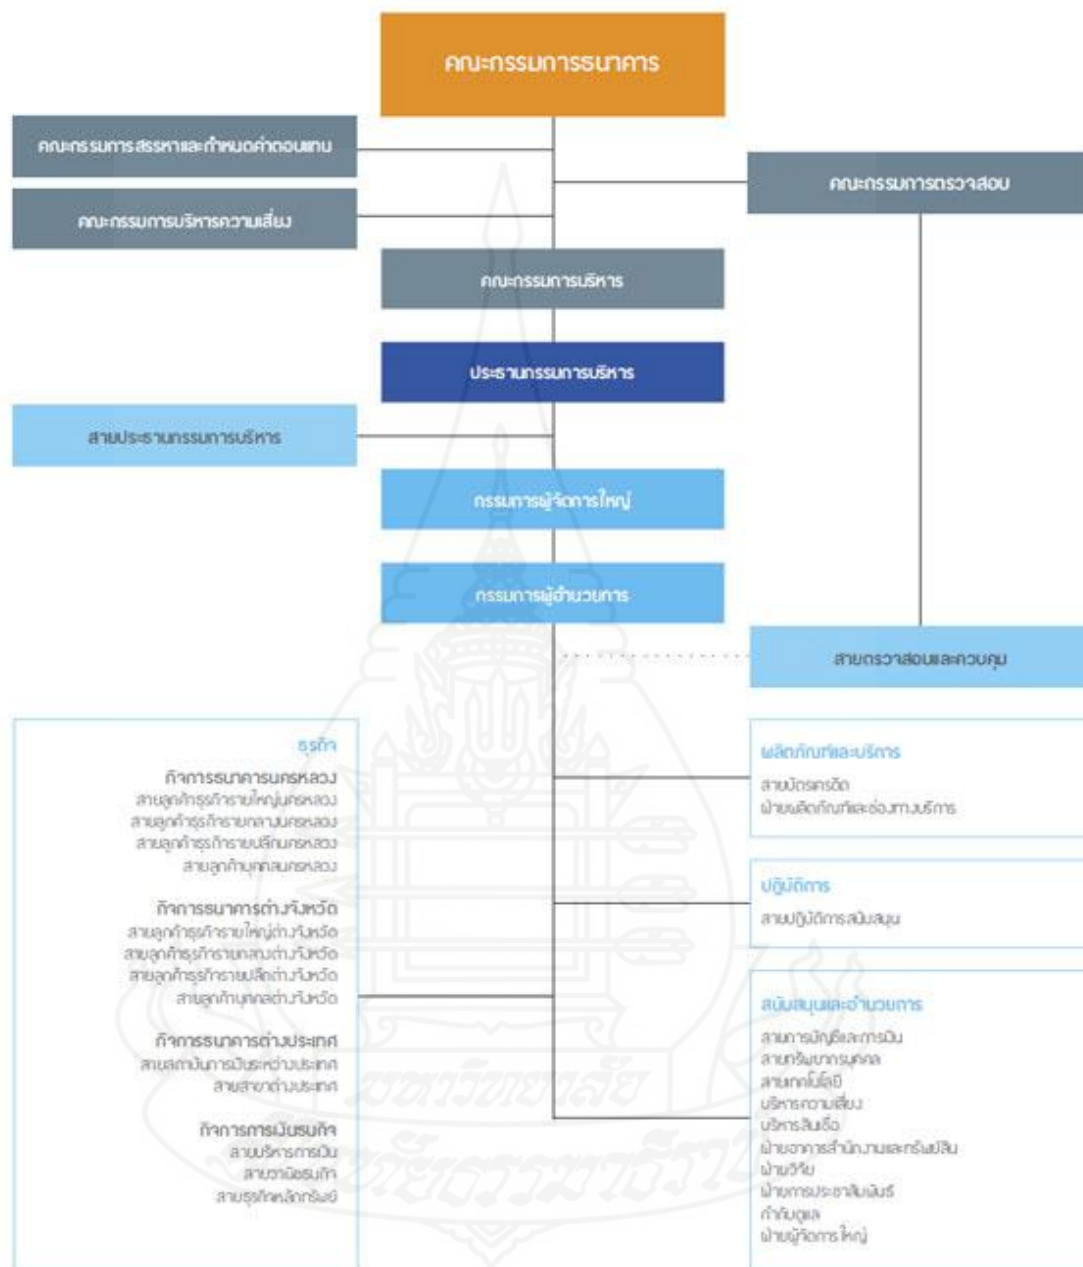 คณะกรรมการธนาคาร
คณะกรรมการสรรหาและกำหนดค่าตอบแทน
คณะกรรมการตรวจสอบ
คณะกรรมการบริหารความเสี่ยง
คณะกรรมการบริหาร
ประธานกรรมการบริหาร
สายประธานกรรมการบริหาร
กรรมการผู้จัดการใหญ่
กรรมการผู้อำนวยการ
สายตรวจสอบและควบคุม
ธุรกิจ
กิจการธนาคารนครหลวง
สายลูกค้าธุรกิจรายใหญ่นครหลวง
สายลูกค้าธุรกิจรายกลางนครหลวง
สายลูกค้าธุรกิจรายปลีกนครหลวง
สายลูกค้าบุคคลนครหลวง
กิจการธนาคารต่างจังหวัด
สายลูกค้าธุรกิจรายใหญ่ต่างจังหวัด
สายลูกค้าธุรกิจรายกลางต่างจังหวัด
สายลูกค้าธุรกิจรายปลีกต่างจังหวัด
สายลูกค้าบุคคลต่างจังหวัด
กิจการธนาคารต่างประเทศ
สายสถาบันการเงินระหว่างประเทศ
สายสาขาต่างประเทศ
กิจการการเงินธนกิจ
สายบริหารการเงิน
สายวานิชธนกิจ
สายธุรกิจหลักทรัพย์
ผลิตภัณฑ์และบริการ
สายบัตรเครดิต
ฝ่ายผลิตภัณฑ์และช่องทางบริการ
ปฏิบัติการ
สายปฏิบัติการสนับสนุน
สนับสนุนและอำนวยการ
สายการบัญชีและการเงิน
สายทรัพยากรบุคคล
สายเทคโนโลยี
บริหารความเสี่ยง
บริหารสินเชื่อ
ฝ่ายอาคารสำนักงานและทรัพย์สิน
ฝ่ายวิจัย
ฝ่ายการประชาสัมพันธ์
กำกับดูแล
ฝ่ายผู้จัดการใหญ่